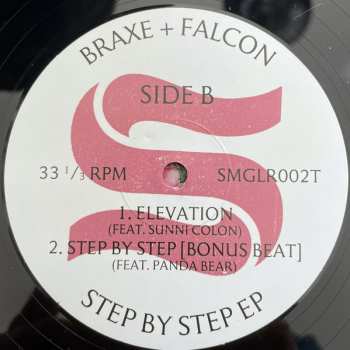 BRAXE + FALCON
SIDE B
33 1/3 RPM
SMGLR002T
1. ELEVATION
(FEAT. SUNNI COLON)
2. STEP BY STEP [BONUS BEAT]
(FEAT. PANDA BEAR)
STEP BY STEP EP